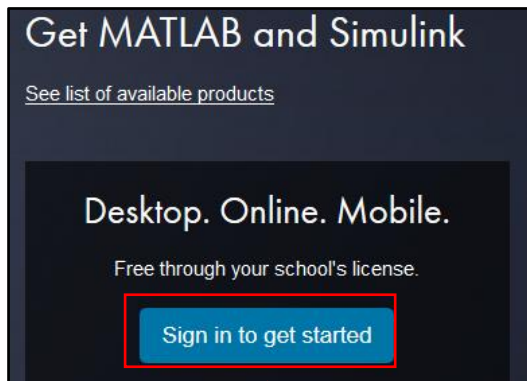 Get MATLAB and Simulink
See list of available products
Desktop. Online. Mobile.
Free through your school's license.
Sign in to get started